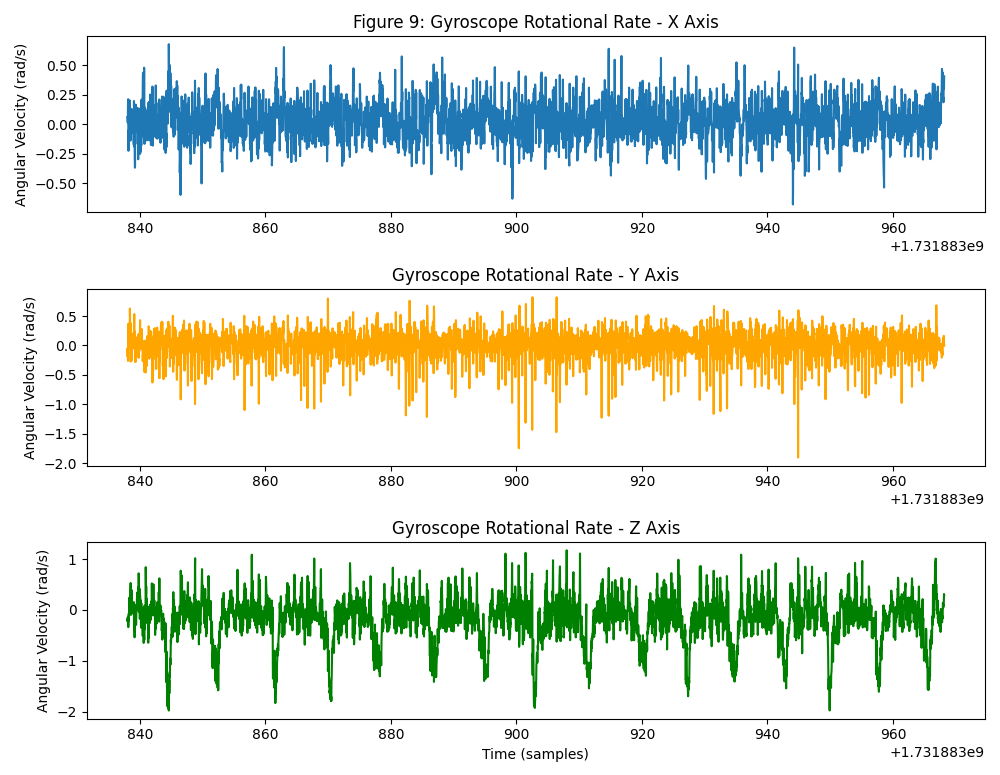 Figure 9: Gyroscope Rotational Rate - X Axis
Angular Velocity (rad/s)
0.50
0.25
0.00
−0.25
−0.50
840 860 880 900 920 940 960
+1.731883e9
Gyroscope Rotational Rate - Y Axis
Angular Velocity (rad/s)
0.5
0.0
−0.5
−1.0
−1.5
−2.0
840 860 880 900 920 940 960
+1.731883e9
Gyroscope Rotational Rate - Z Axis
Angular Velocity (rad/s)
1
0
−1
−2
840 860 880 900 920 940 960
Time (samples)
+1.731883e9